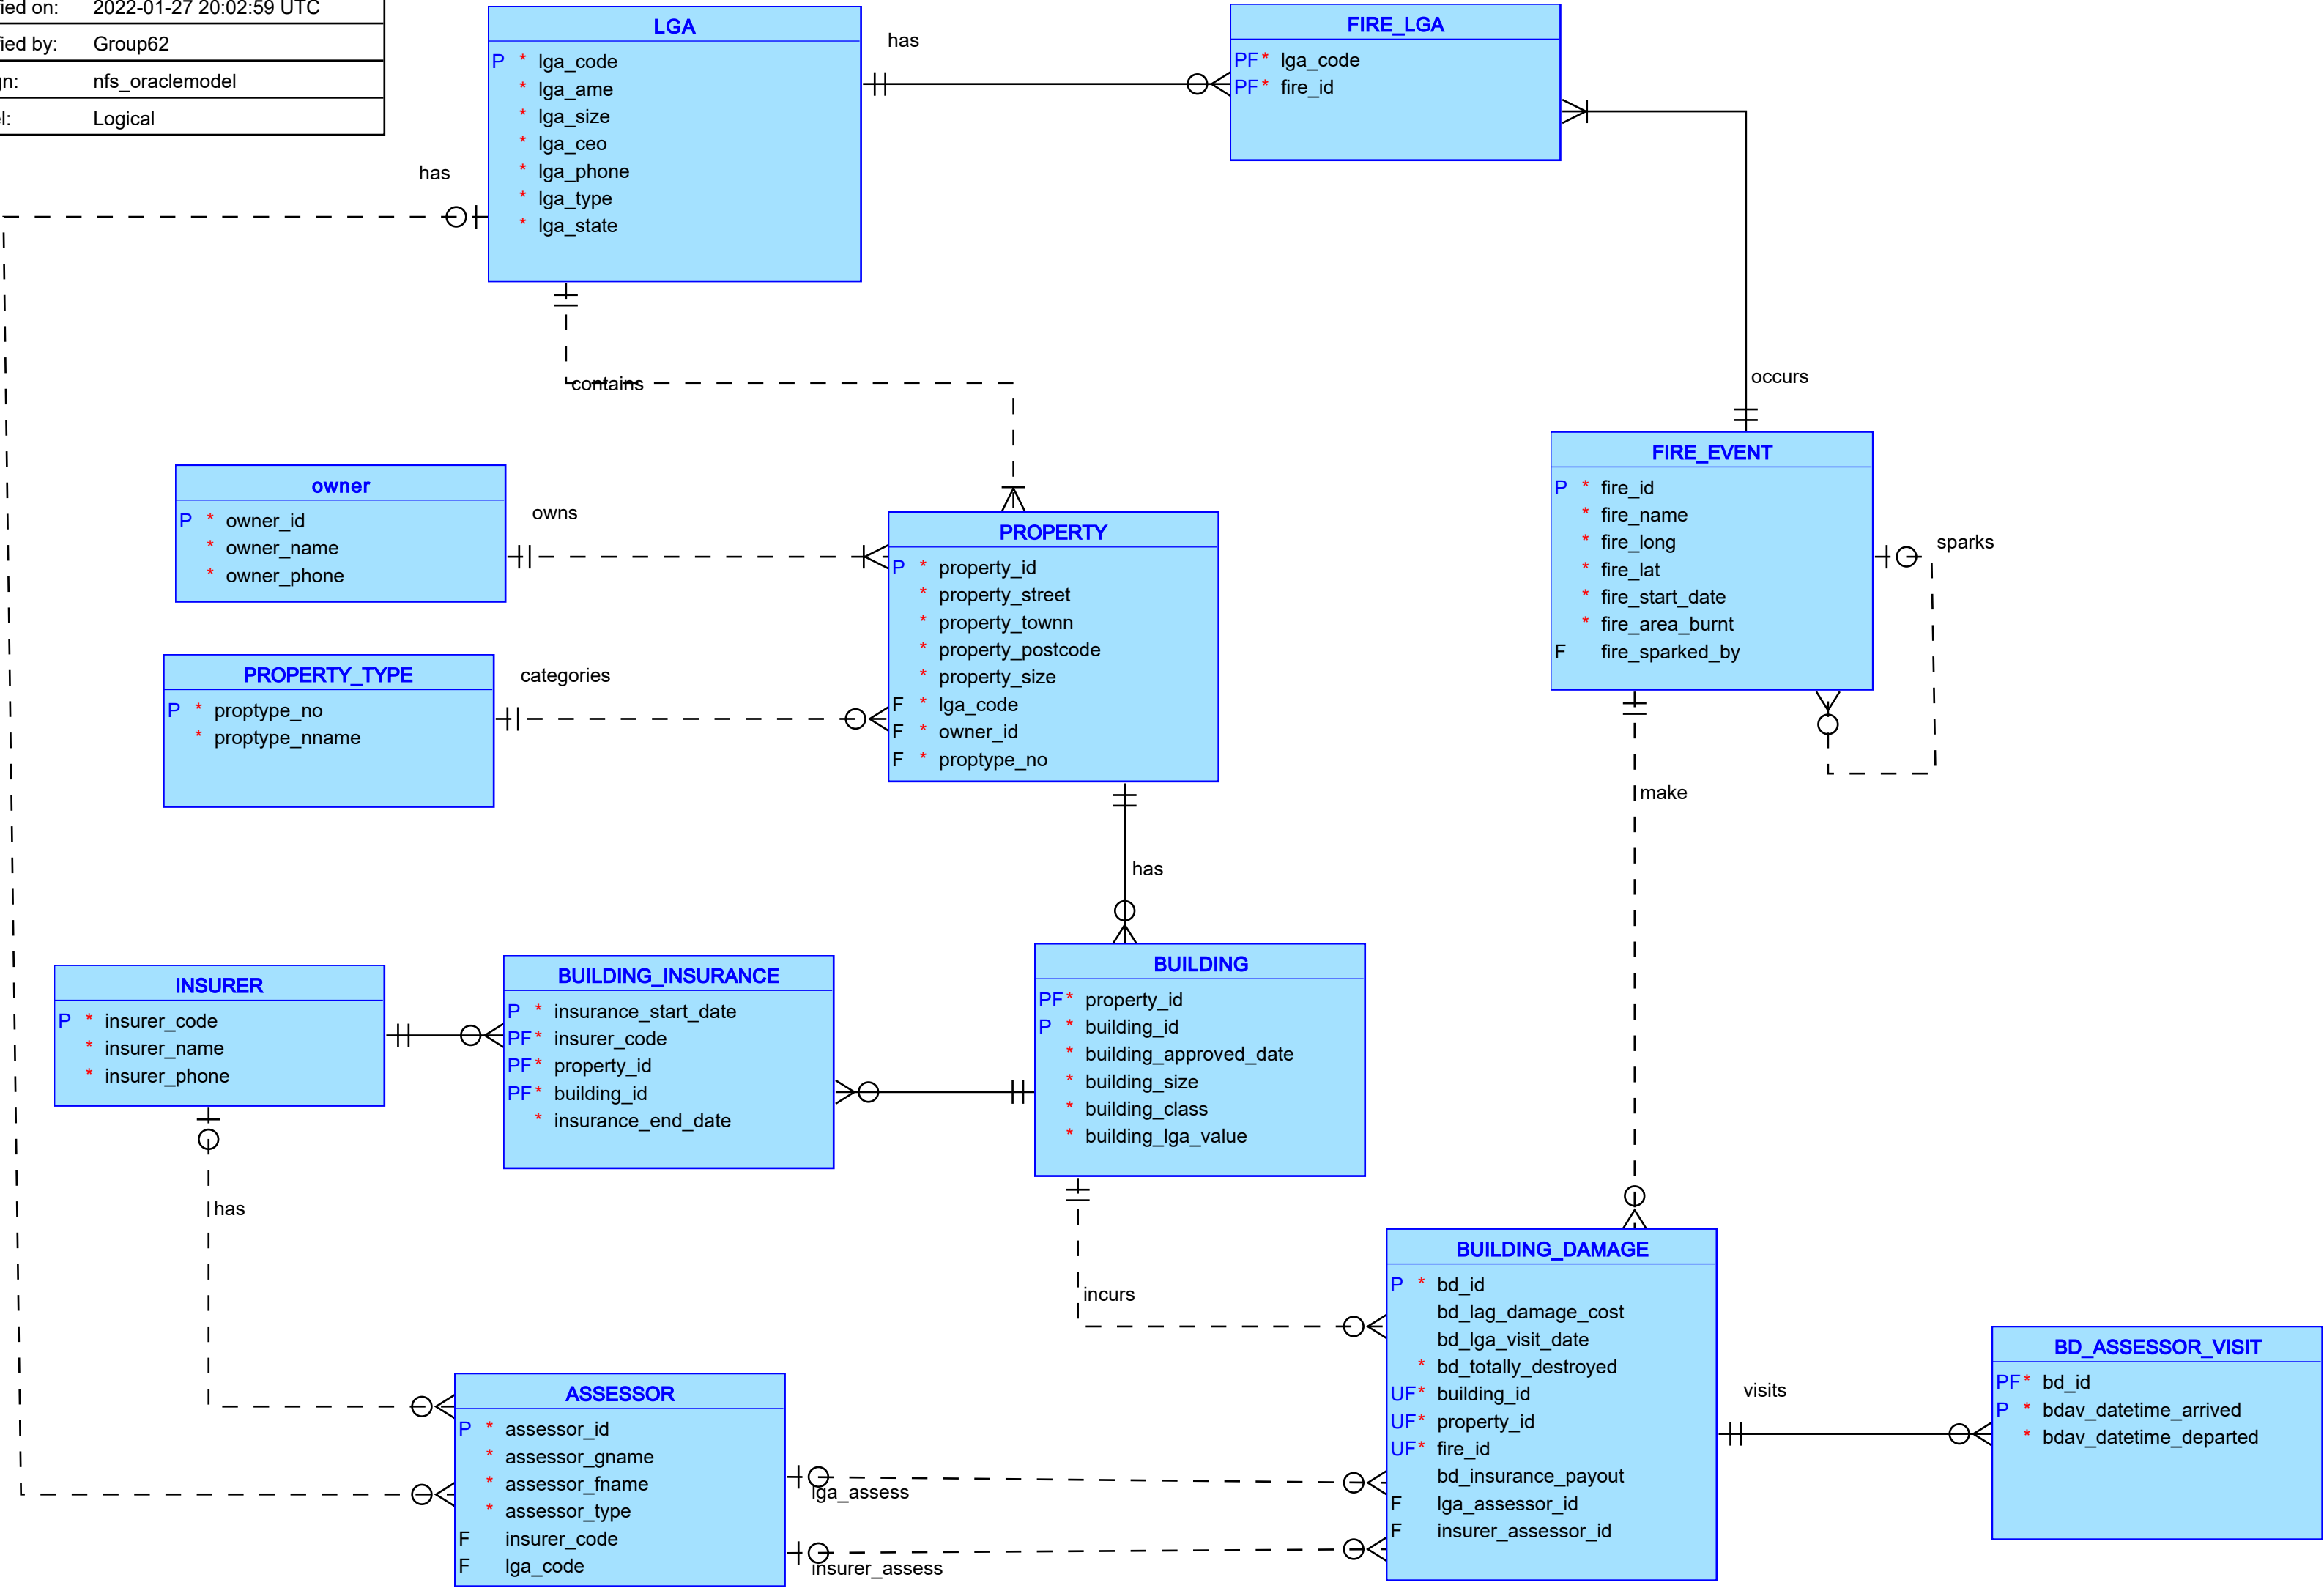 fied on: 2022-01-27 20:02:59 UTC
fied by: Group62
gn: nfs_oraclemodel
el: Logical
LGA
P * lga_code
* lga_ame
* lga_size
* lga_ceo
* lga_phone
* lga_type
* lga_state
has
FIRE_LGA
PF* lga_code
PF* fire_id
has
contains
occurs
owner
P * owner_id
* owner_name
* owner_phone
owns
PROPERTY_TYPE
P * proptype_no
* proptype_nname
categories
PROPERTY
P * property_id
* property_street
* property_townn
* property_postcode
* property_size
F * lga_code
F * owner_id
F * proptype_no
FIRE_EVENT
P * fire_id
* fire_name
* fire_long
* fire_lat
* fire_start_date
* fire_area_burnt
F fire_sparked_by
sparks
make
has
INSURER
P * insurer_code
* insurer_name
* insurer_phone
BUILDING_INSURANCE
P * insurance_start_date
PF* insurer_code
PF* property_id
PF* building_id
* insurance_end_date
BUILDING
PF* property_id
P * building_id
* building_approved_date
* building_size
* building_class
* building_lga_value
has
incurs
ASSESSOR
P * assessor_id
* assessor_gname
* assessor_fname
* assessor_type
F insurer_code
F lga_code
lga_assess
insurer_assess
BUILDING_DAMAGE
P * bd_id
bd_lag_damage_cost
bd_lga_visit_date
* bd_totally_destroyed
UF* building_id
UF* property_id
UF* fire_id
bd_insurance_payout
F lga_assessor_id
F insurer_assessor_id
visits
BD_ASSESSOR_VISIT
PF* bd_id
P * bdav_datetime_arrived
* bdav_datetime_departed